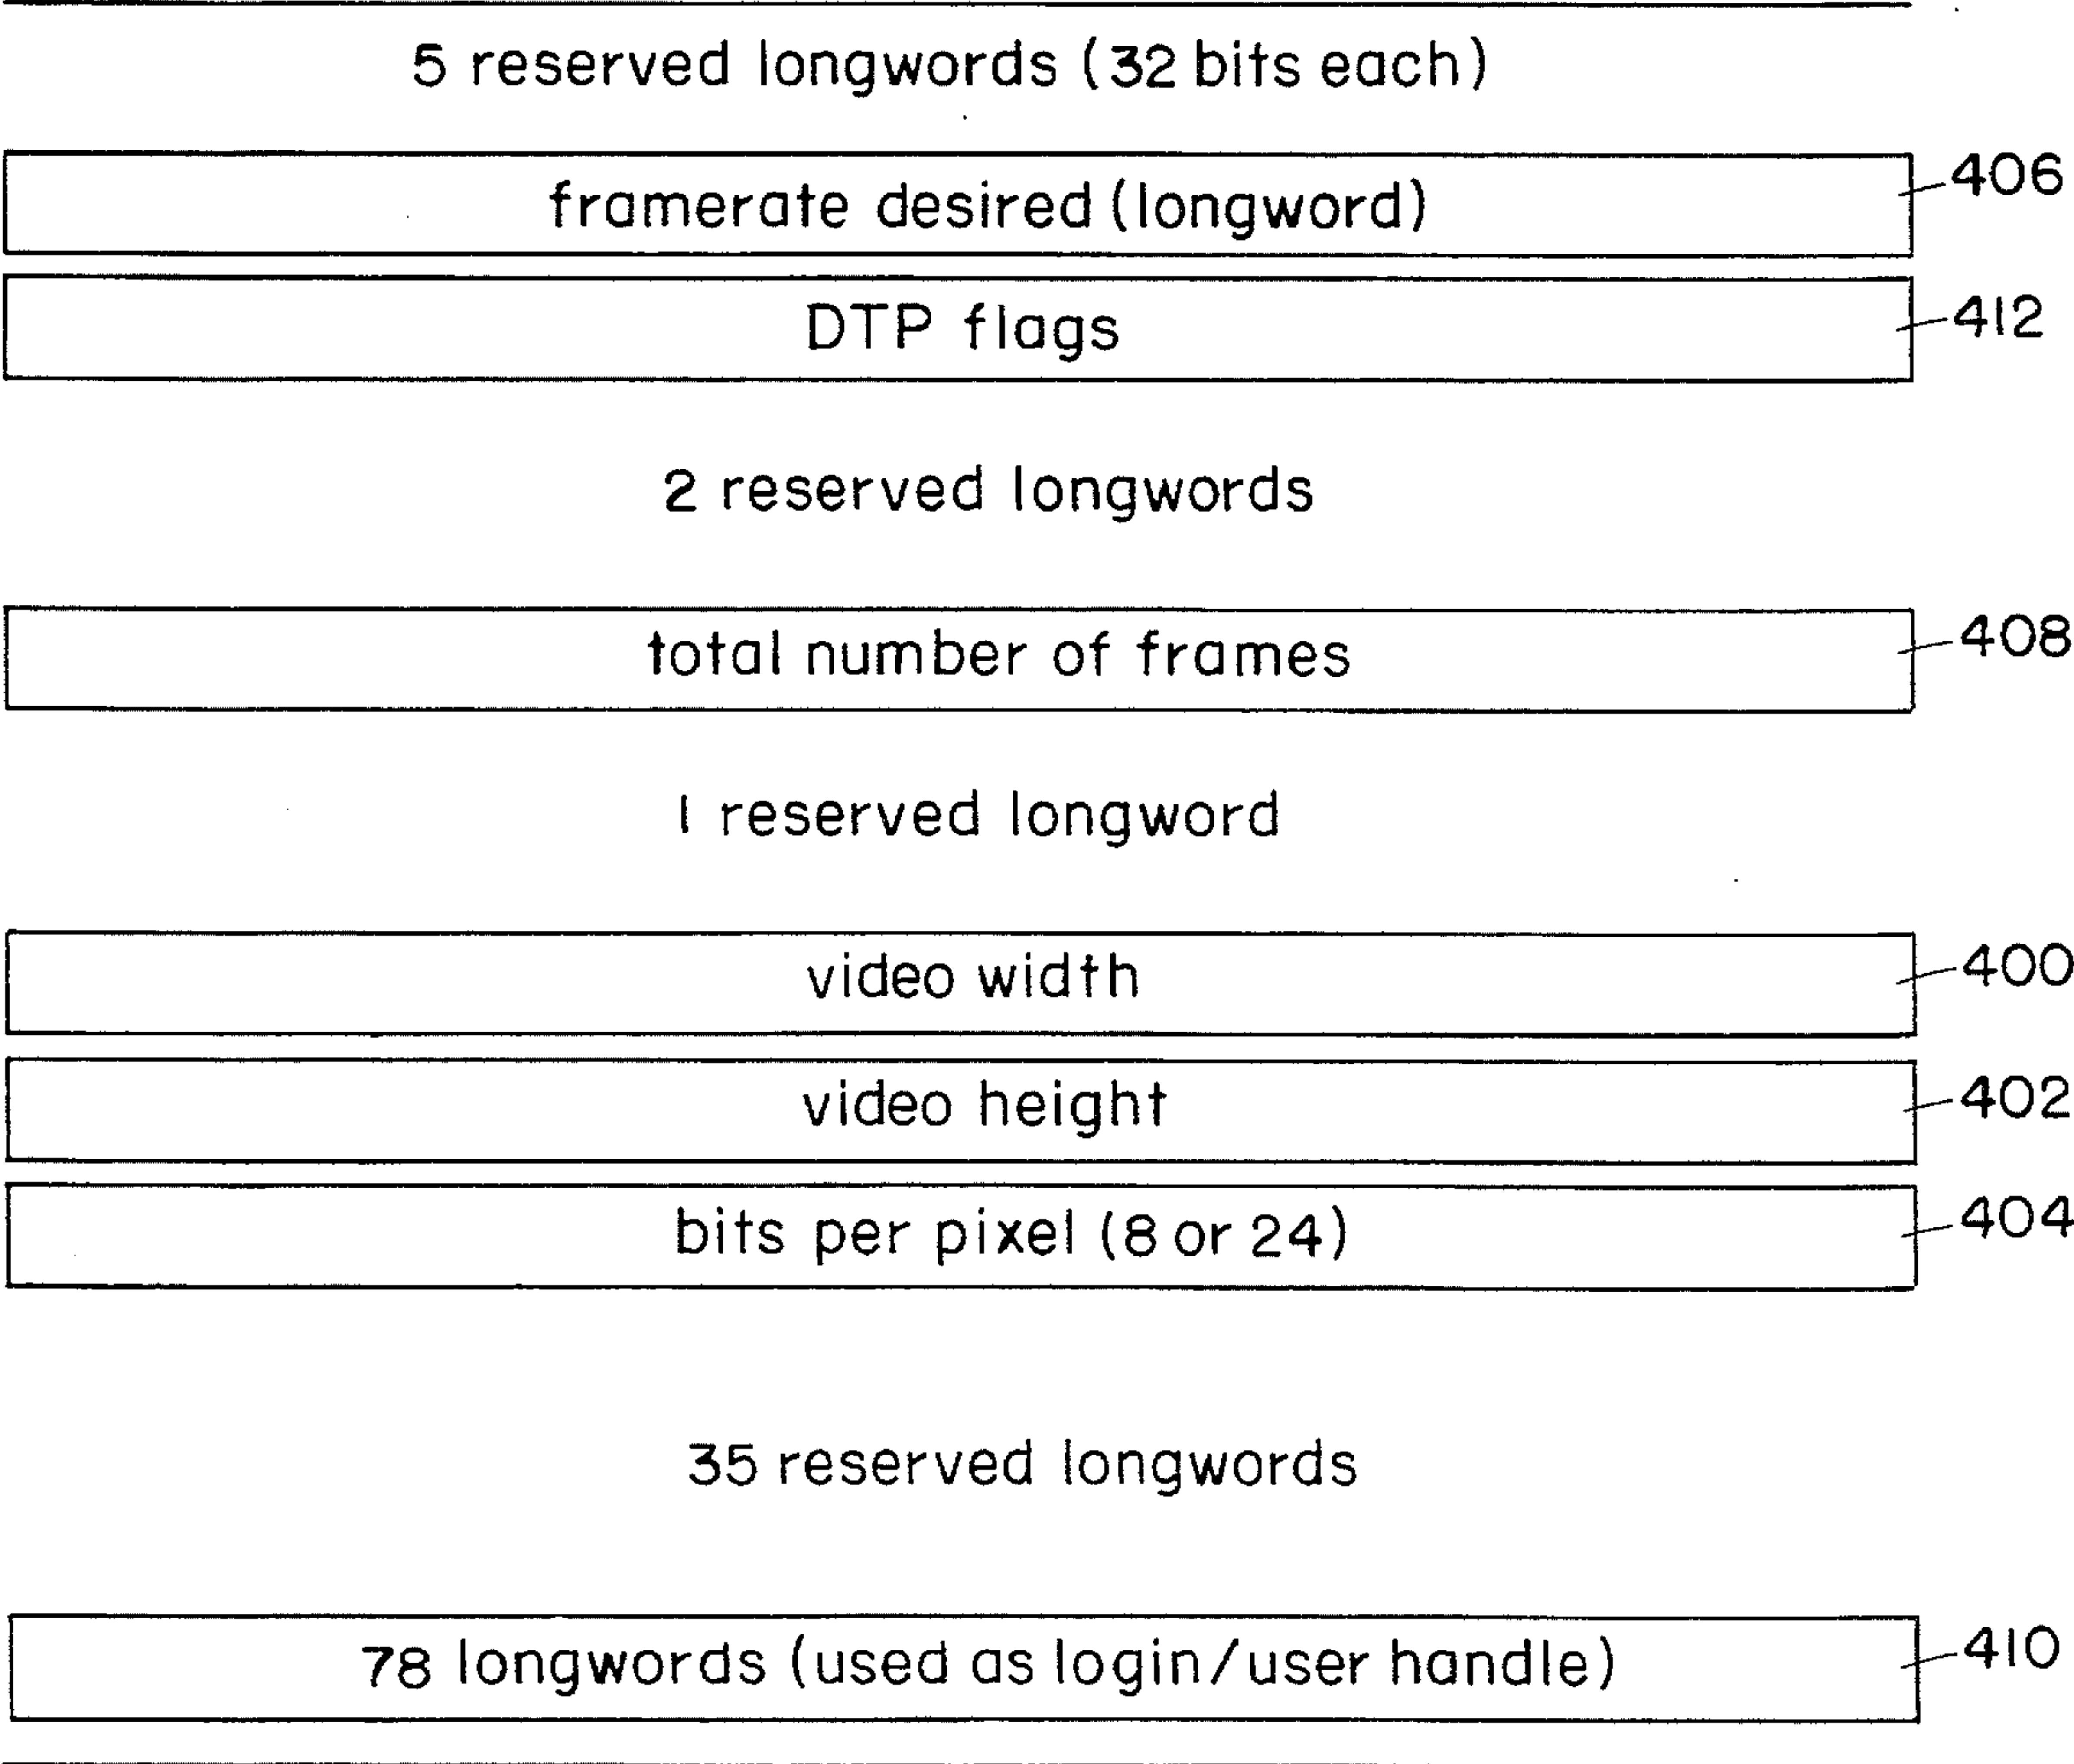 5 reserved longwords (32 bits each)
framerate desired (longword) 406
DTP flags 412
2 reserved longwords
total number of frames 408
1 reserved longword
video width 400
video height 402
bits per pixel (8 or 24) 404
35 reserved longwords
78 longwords (used as login/user handle) 410